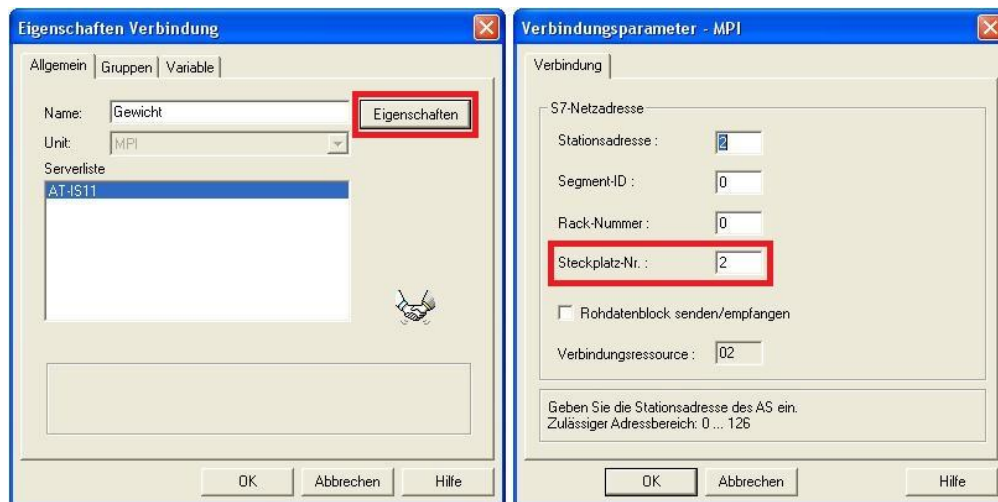 Eigenschaften Verbindung
Allgemein
Gruppen
Variable
Name:
Gewicht
Eigenschaften
Unit:
MPI
Serverliste
AT-IS11
OK
Abbrechen
Hilfe
Verbindungsparameter - MPI
Verbindung
S7-Netzadresse
Stationsadresse :
2
Segment-ID :
0
Rack-Nummer :
0
Steckplatz-Nr. :
2
Rohdatenblock senden/empfangen
Verbindungsressource :
02
Geben Sie die Stationsadresse des AS ein.
Zulässiger Adressbereich: 0 ... 126
OK
Abbrechen
Hilfe